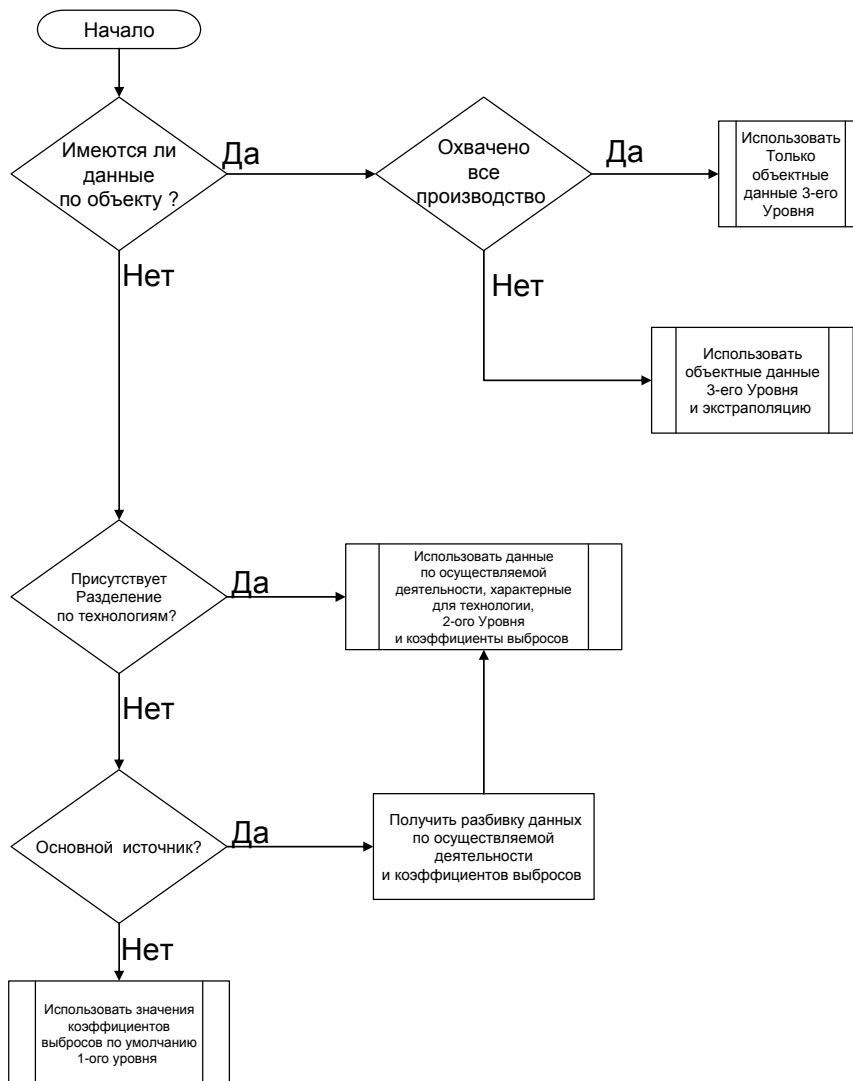 Начало
Имеются ли
данные
по объекту ?
Да
Охвачено
все
производство
Да
Использовать
Только
объектные
данные 3-его
Уровня
Нет
Нет
Использовать
объектные данные
3-его Уровня
и экстраполяцию
Присутствует
Разделение
по технологиям?
Да
Использовать данные
по осуществляемой
деятельности, характерные
для технологии,
2-ого Уровня
и коэффициенты выбросов
Нет
Основной источник?
Да
Получить разбивку данных
по осуществляемой
деятельности
и коэффициентов выбросов
Нет
Использовать значения
коэффициентов
выбросов по умолчанию
1-ого уровня